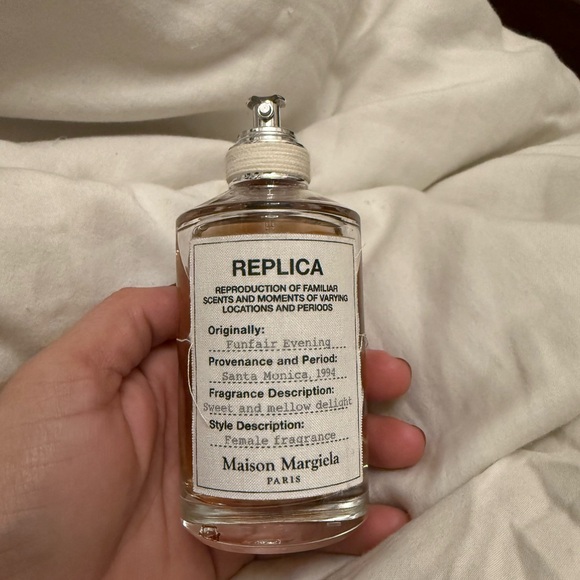 REPLICA
REPRODUCTION OF FAMILIAR
SCENTS AND MOMENTS OF VARYING
LOCATIONS AND PERIODS
Originally:
Funfair Evening
Provenance and Period:
Santa Monica, 1994
Fragrance Description:
Sweet and mellow delight
Style Description:
Female fragrance
Maison Margiela
PARIS